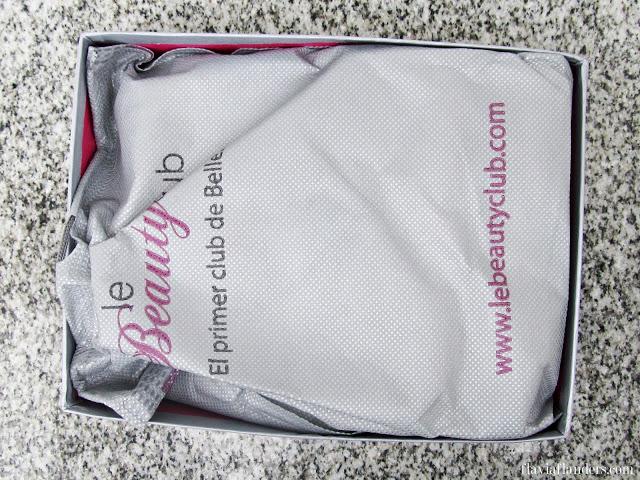 le
Beauty
club
El primer club de Belle
www.lebeautyclub.com
flaviaflanders.com